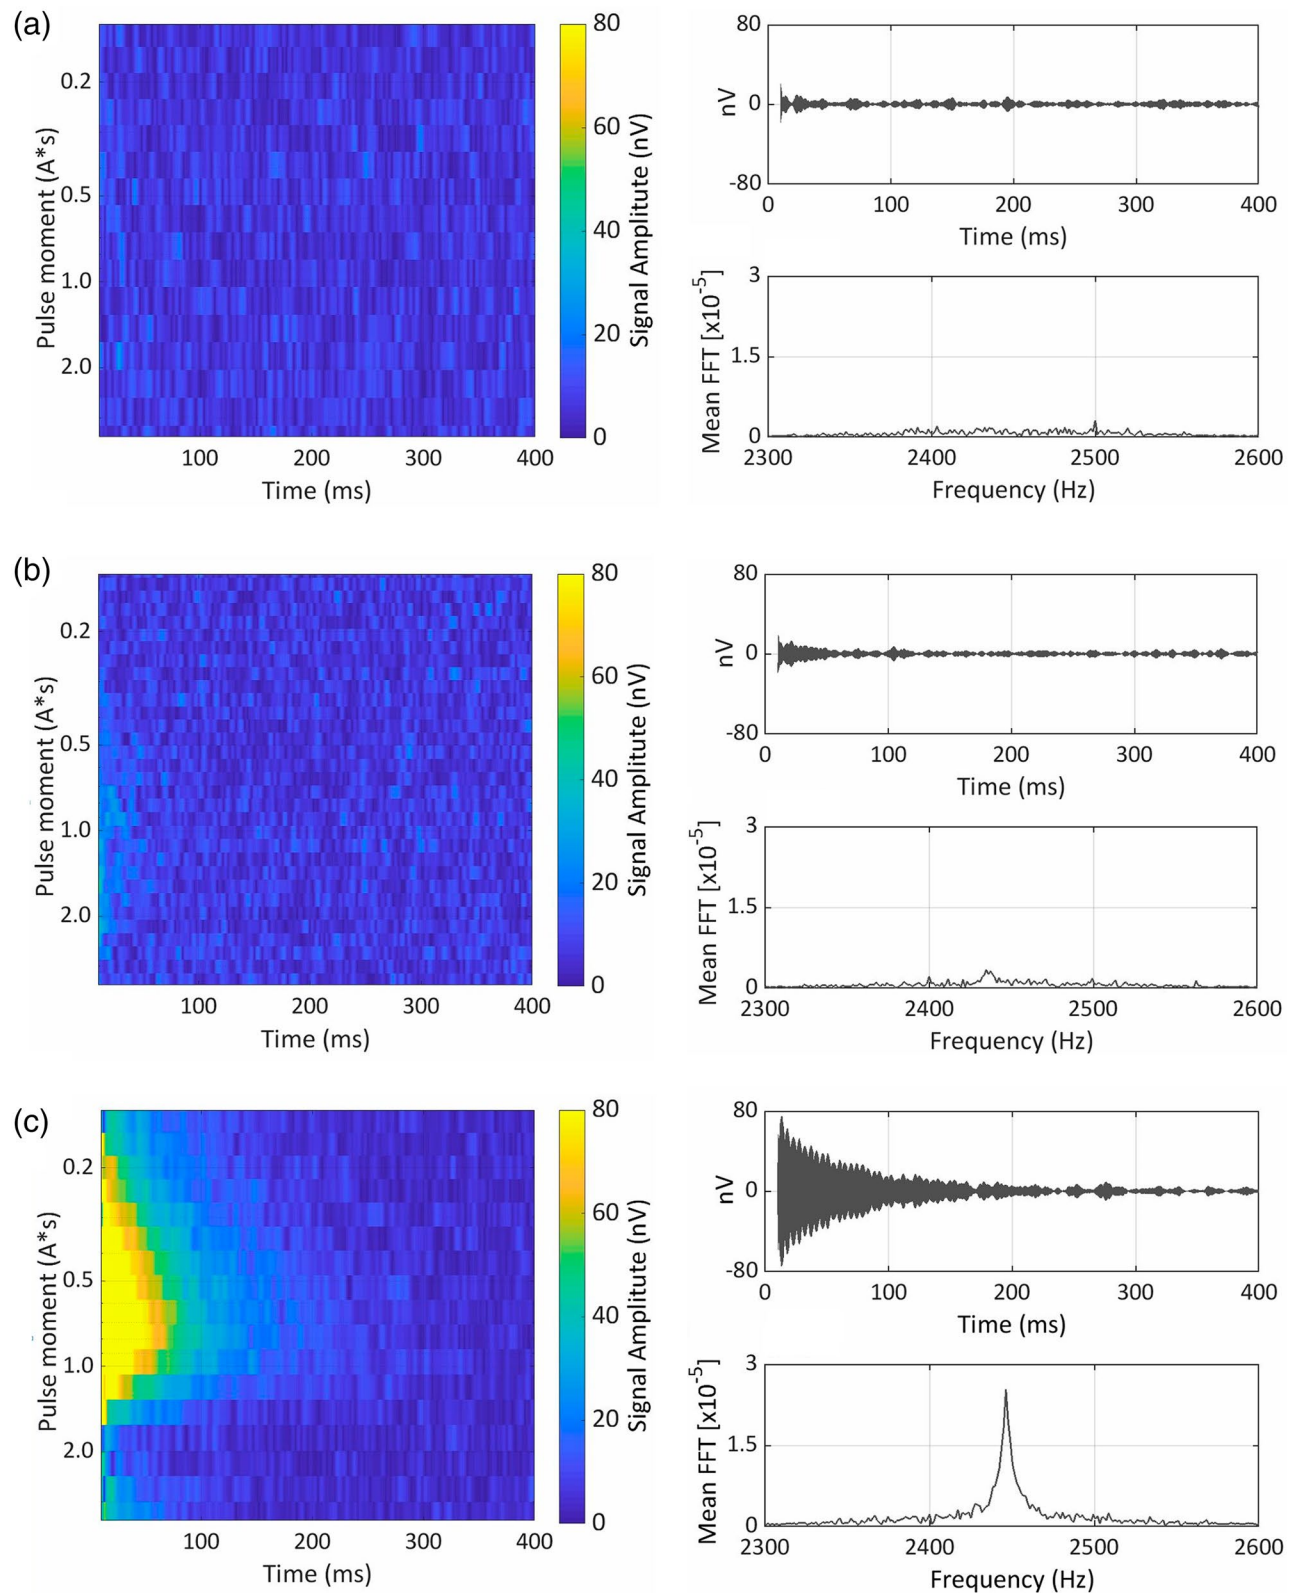 (a)
Pulse moment (A*s)
0.2
0.5
1.0
2.0
100 200 300 400
Time (ms)
80
60
40
20
0
Signal Amplitude (nV)
nV
80
0
-80
0 100 200 300 400
Time (ms)
Mean FFT [x10-5]
3
1.5
0
2300 2400 2500 2600
Frequency (Hz)
(b)
Pulse moment (A*s)
0.2
0.5
1.0
2.0
100 200 300 400
Time (ms)
80
60
40
20
0
Signal Amplitude (nV)
nV
80
0
-80
0 100 200 300 400
Time (ms)
Mean FFT [x10-5]
3
1.5
0
2300 2400 2500 2600
Frequency (Hz)
(c)
Pulse moment (A*s)
0.2
0.5
1.0
2.0
100 200 300 400
Time (ms)
80
60
40
20
0
Signal Amplitude (nV)
nV
80
0
-80
0 100 200 300 400
Time (ms)
Mean FFT [x10-5]
3
1.5
0
2300 2400 2500 2600
Frequency (Hz)